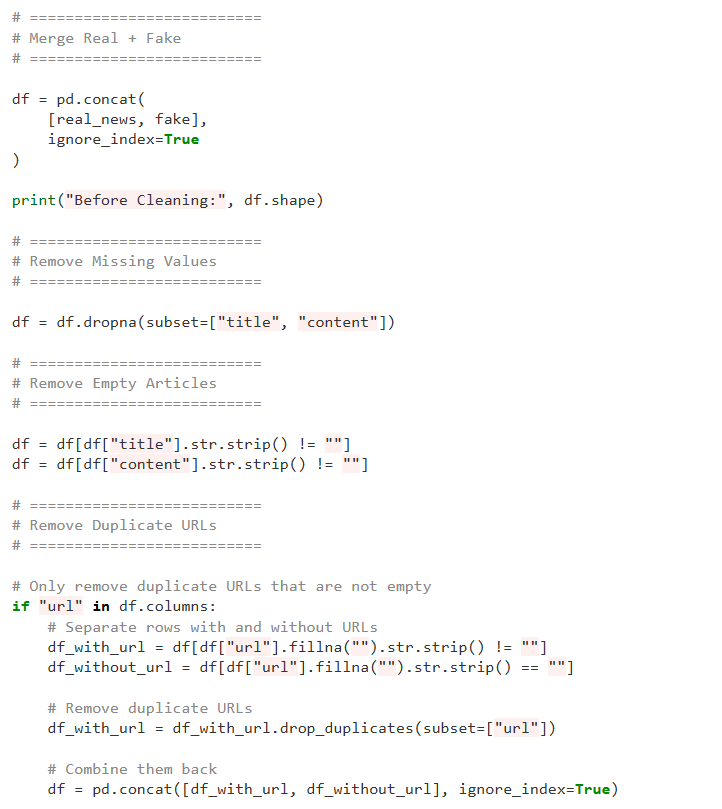 # ==========================
# Merge Real + Fake
# ==========================
df = pd.concat(
    [real_news, fake],
    ignore_index=True
)
print("Before Cleaning:", df.shape)
# ==========================
# Remove Missing Values
# ==========================
df = df.dropna(subset=["title", "content"])
# ==========================
# Remove Empty Articles
# ==========================
df = df[df["title"].str.strip() != ""]
df = df[df["content"].str.strip() != ""]
# ==========================
# Remove Duplicate URLs
# ==========================
# Only remove duplicate URLs that are not empty
if "url" in df.columns:
    # Separate rows with and without URLs
    df_with_url = df[df["url"].fillna("").str.strip() != ""]
    df_without_url = df[df["url"].fillna("").str.strip() == ""]
    # Remove duplicate URLs
    df_with_url = df_with_url.drop_duplicates(subset=["url"])
    # Combine them back
    df = pd.concat([df_with_url, df_without_url], ignore_index=True)